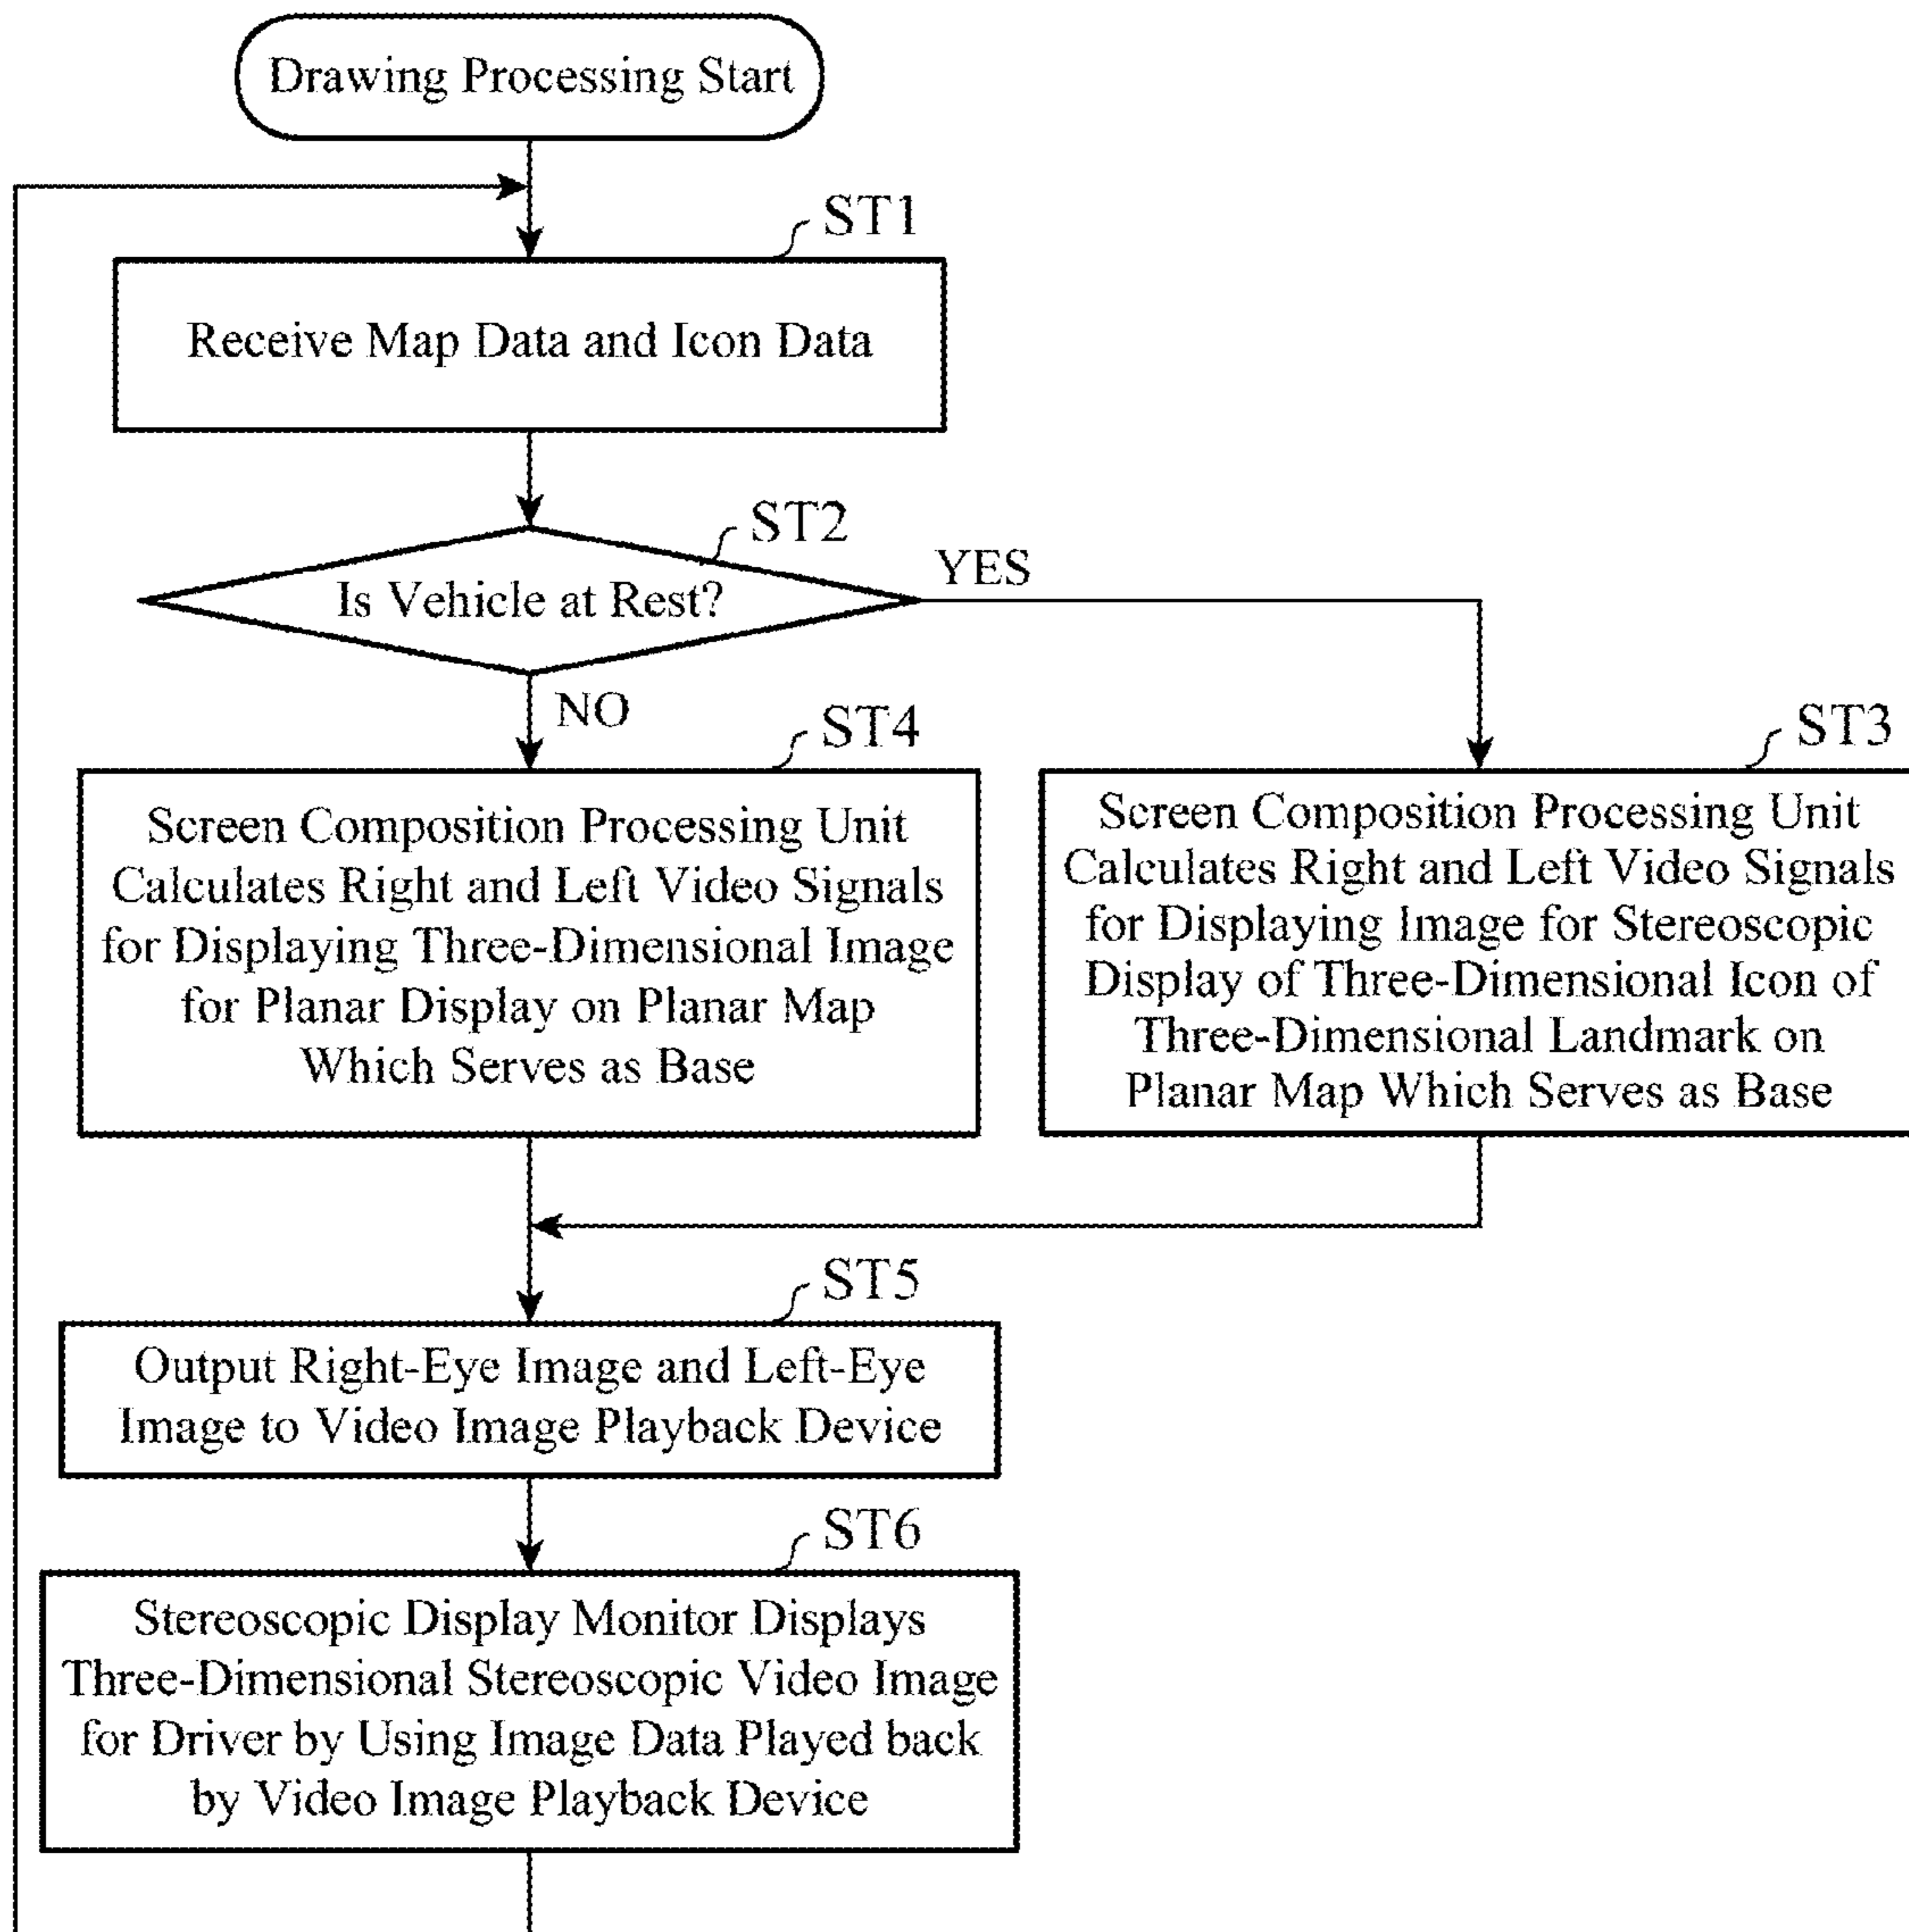 Drawing Processing Start
ST1
Receive Map Data and Icon Data
ST2
Is Vehicle at Rest?
YES
NO
ST4
Screen Composition Processing Unit
Calculates Right and Left Video Signals
for Displaying Three-Dimensional Image
for Planar Display on Planar Map
Which Serves as Base
ST3
Screen Composition Processing Unit
Calculates Right and Left Video Signals
for Displaying Image for Stereoscopic
Display of Three-Dimensional Icon of
Three-Dimensional Landmark on
Planar Map Which Serves as Base
ST5
Output Right-Eye Image and Left-Eye
Image to Video Image Playback Device
ST6
Stereoscopic Display Monitor Displays
Three-Dimensional Stereoscopic Video Image
for Driver by Using Image Data Played back
by Video Image Playback Device